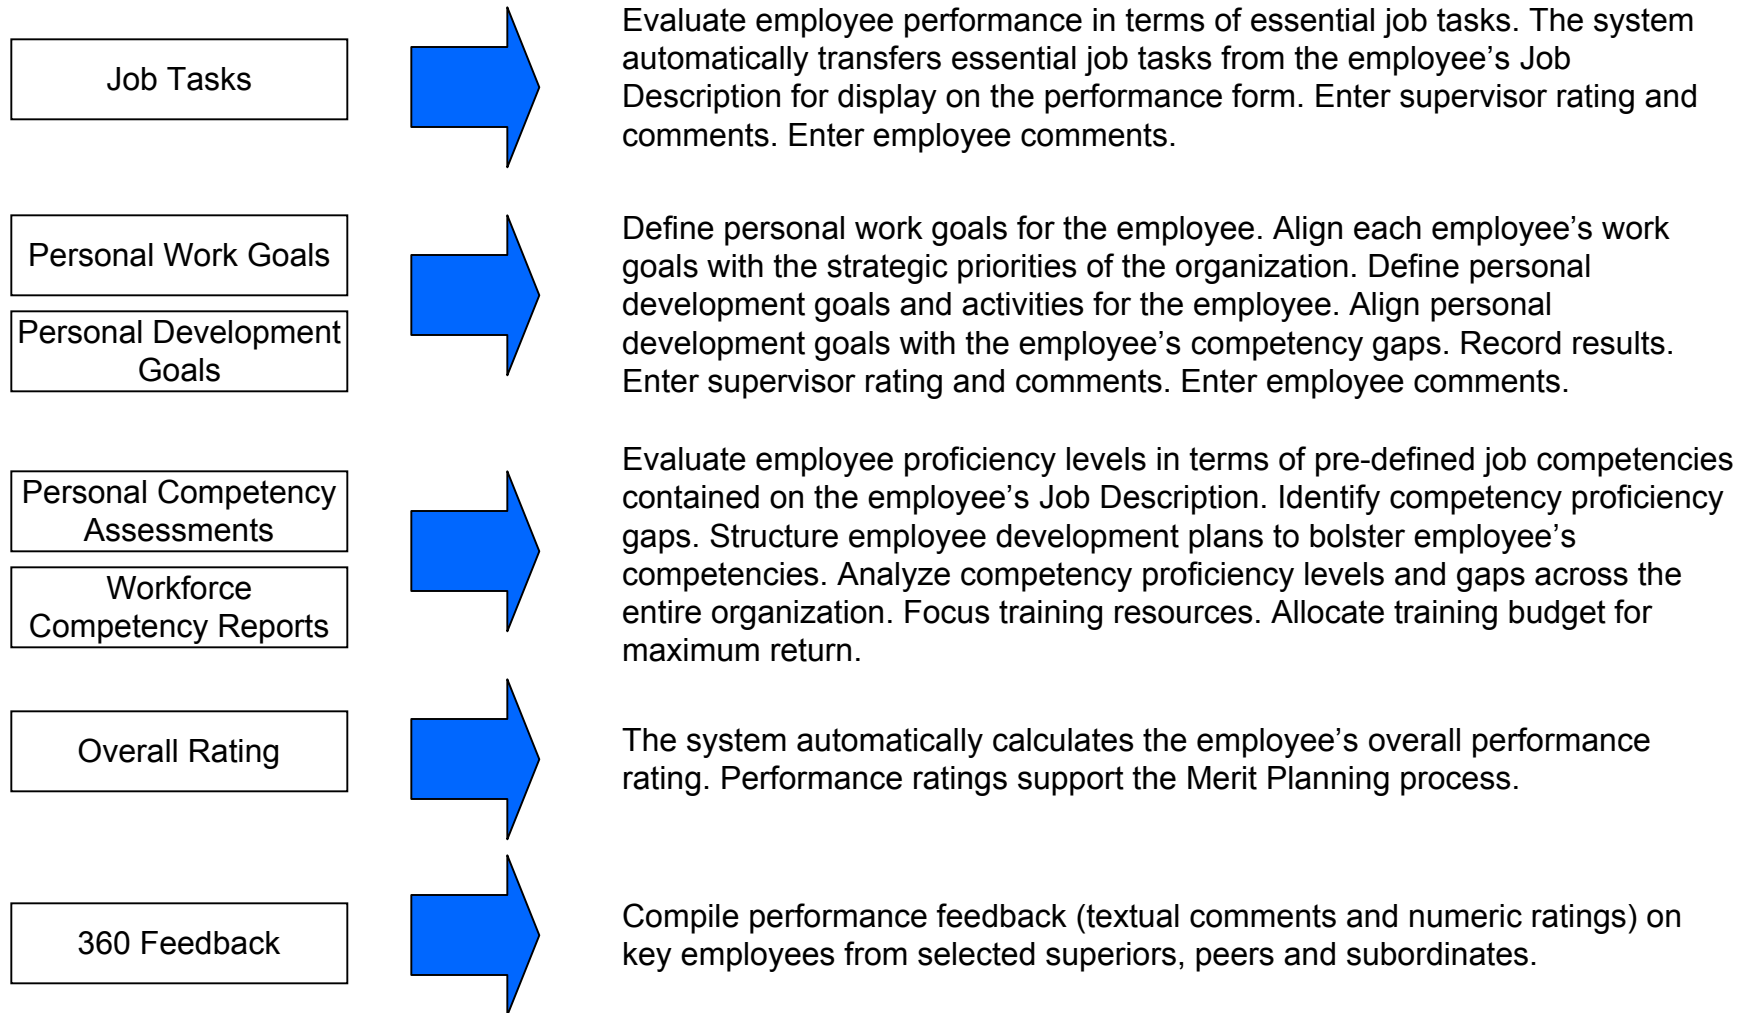 Job Tasks
Evaluate employee performance in terms of essential job tasks. The system
automatically transfers essential job tasks from the employee’s Job
Description for display on the performance form. Enter supervisor rating and
comments. Enter employee comments.
Personal Work Goals
Personal Development
Goals
Define personal work goals for the employee. Align each employee’s work
goals with the strategic priorities of the organization. Define personal
development goals and activities for the employee. Align personal
development goals with the employee’s competency gaps. Record results.
Enter supervisor rating and comments. Enter employee comments.
Personal Competency
Assessments
Workforce
Competency Reports
Evaluate employee proficiency levels in terms of pre-defined job competencies
contained on the employee’s Job Description. Identify competency proficiency
gaps. Structure employee development plans to bolster employee’s
competencies. Analyze competency proficiency levels and gaps across the
entire organization. Focus training resources. Allocate training budget for
maximum return.
Overall Rating
The system automatically calculates the employee’s overall performance
rating. Performance ratings support the Merit Planning process.
360 Feedback
Compile performance feedback (textual comments and numeric ratings) on
key employees from selected superiors, peers and subordinates.